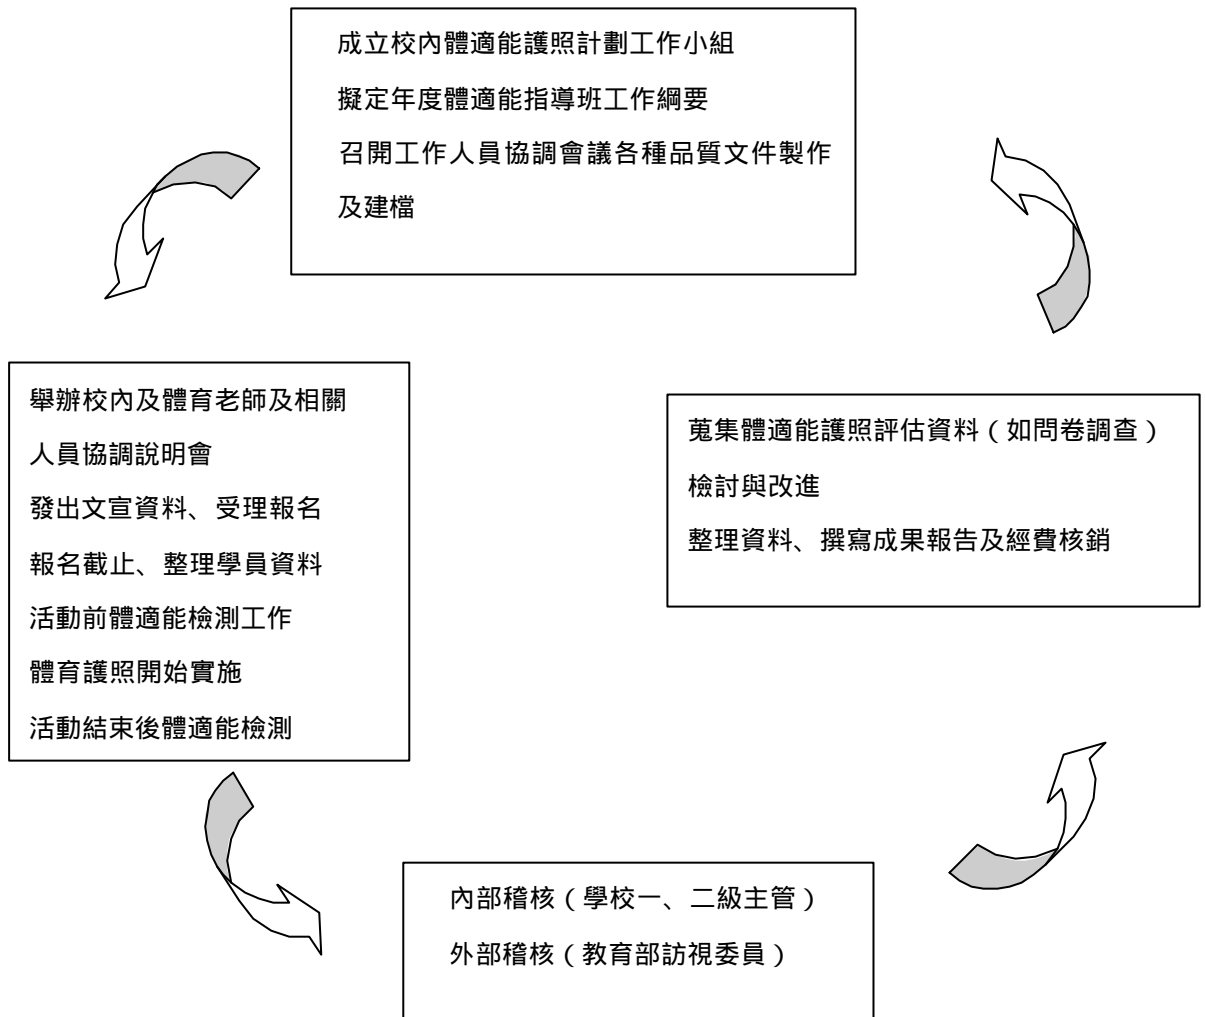 成立校內體適能護照計劃工作小組
擬定年度體適能指導班工作綱要
召開工作人員協調會議各種品質文件製作
及建檔
舉辦校內及體育老師及相關
人員協調說明會
發出文宣資料、受理報名
報名截止、整理學員資料
活動前體適能檢測工作
體育護照開始實施
活動結束後體適能檢測
蒐集體適能護照評估資料（如問卷調查）
檢討與改進
整理資料、撰寫成果報告及經費核銷
內部稽核（學校一、二級主管）
外部稽核（教育部訪視委員）